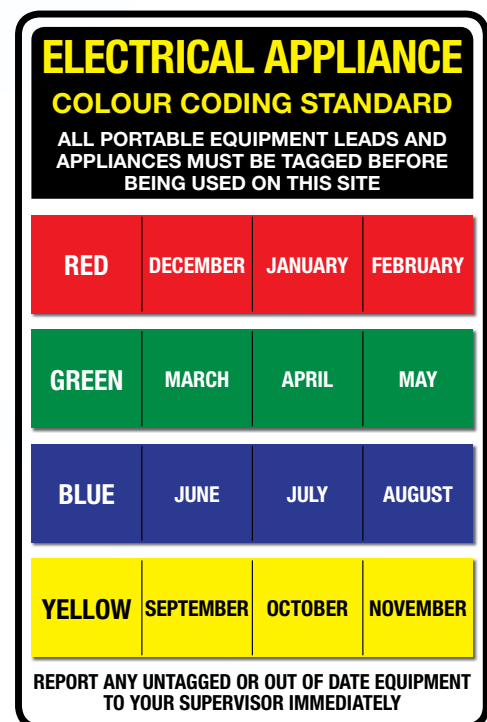 ELECTRICAL APPLIANCE
COLOUR CODING STANDARD
ALL PORTABLE EQUIPMENT LEADS AND
APPLIANCES MUST BE TAGGED BEFORE
BEING USED ON THIS SITE
RED DECEMBER JANUARY FEBRUARY
GREEN MARCH APRIL MAY
BLUE JUNE JULY AUGUST
YELLOW SEPTEMBER OCTOBER NOVEMBER
REPORT ANY UNTAGGED OR OUT OF DATE EQUIPMENT
TO YOUR SUPERVISOR IMMEDIATELY